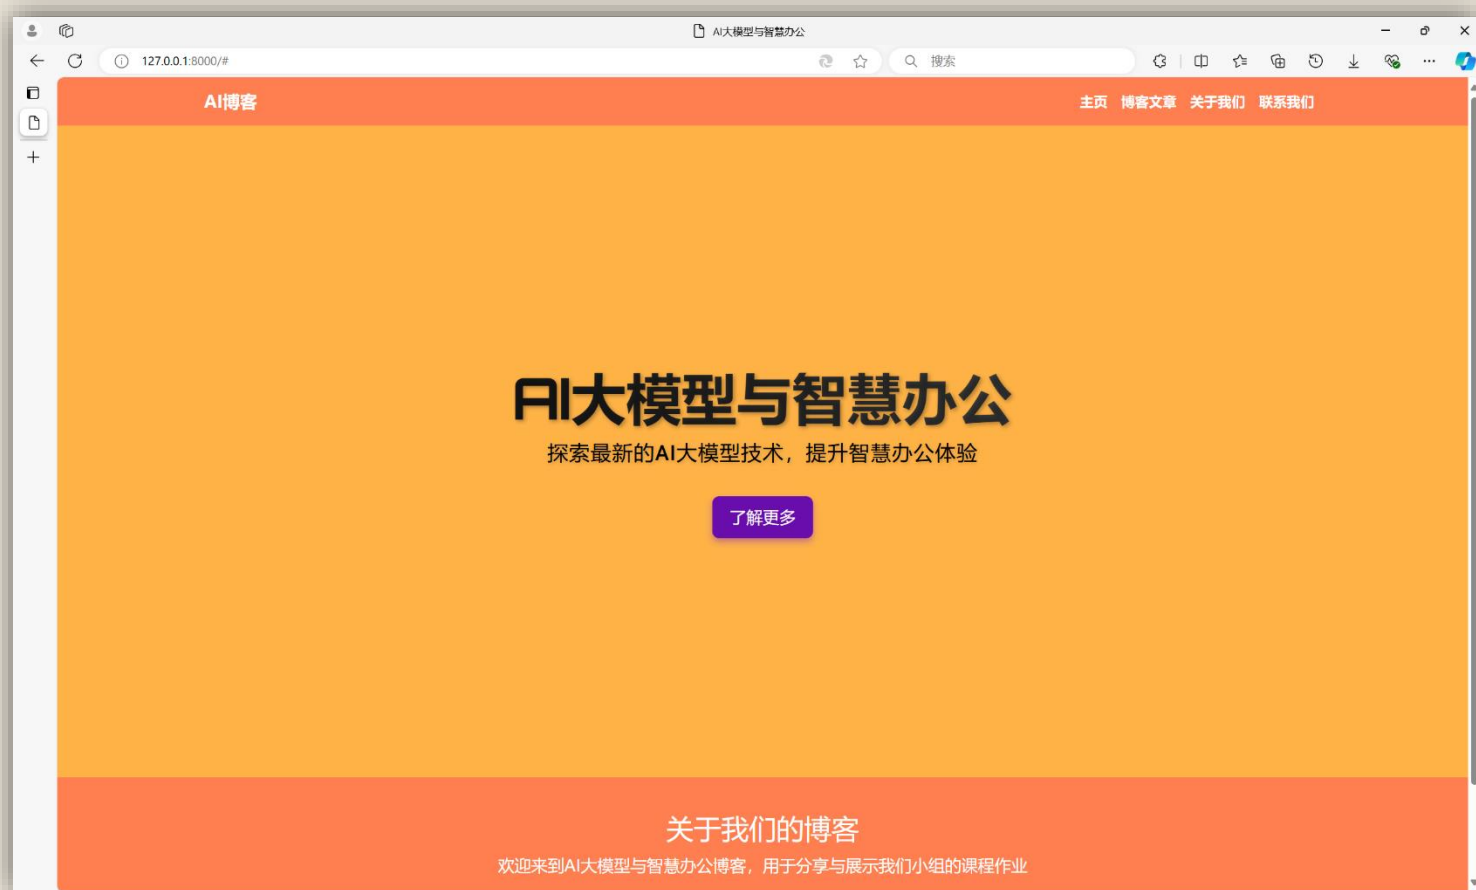 AI大模型与智慧办公
127.0.0.1:8000/#
搜索
AI博客
主页 博客文章 关于我们 联系我们
AI大模型与智慧办公
探索最新的AI大模型技术，提升智慧办公体验
了解更多
关于我们的博客
欢迎来到AI大模型与智慧办公博客，用于分享与展示我们小组的课程作业